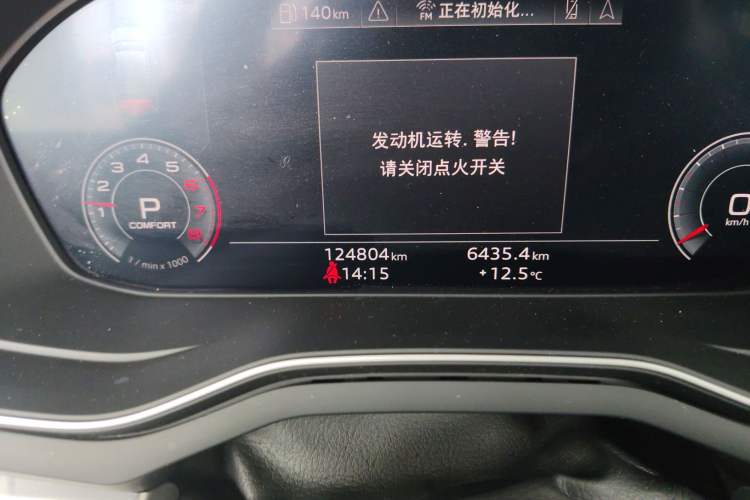 140km
FM 正在初始化...
发动机运转. 警告!
请关闭点火开关
1 2 3 4 5 6 7 8
P
COMFORT
1 / min x 1000
0
km/h
124804km 6435.4km
14:15 +12.5°C